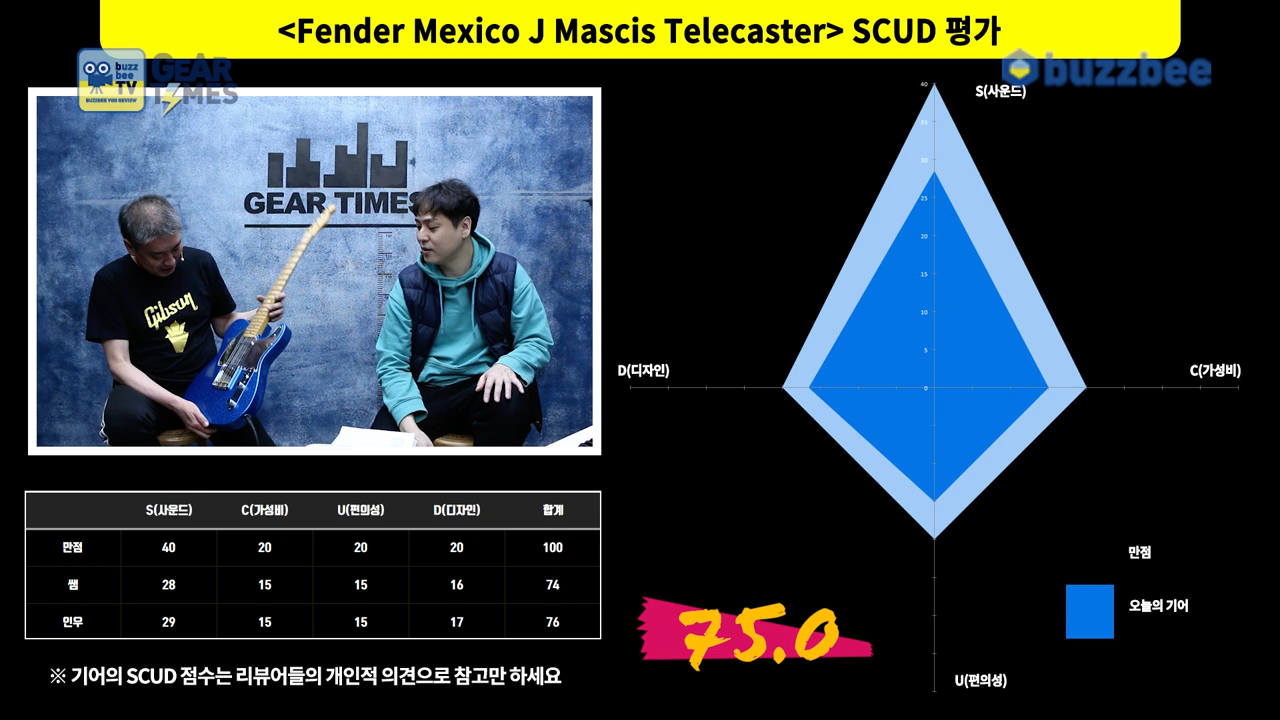 <Fender Mexico J Mascis Telecaster> SCUD 평가
buzz
bee
TV
BUZZBEE VOD REVIEW
GEAR
TIMES
buzzbee
GEAR TIMES
Gibson
S(사운드)
40
35
30
25
20
15
10
5
0
D(디자인)
C(가성비)
U(편의성)
만점
오늘의 기어
S(사운드) C(가성비) U(편의성) D(디자인) 합계
만점 40 20 20 20 100
쌤 28 15 15 16 74
민우 29 15 15 17 76
75.0
※ 기어의 SCUD 점수는 리뷰어들의 개인적 의견으로 참고만 하세요